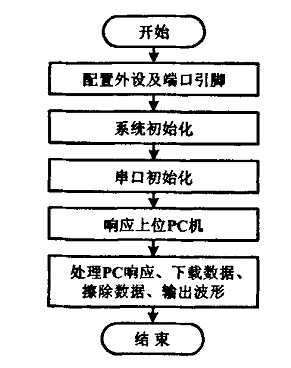 开始
配置外设及端口引脚
系统初始化
串口初始化
响应上位PC机
处理PC响应、下载数据、
擦除数据、输出波形
结束